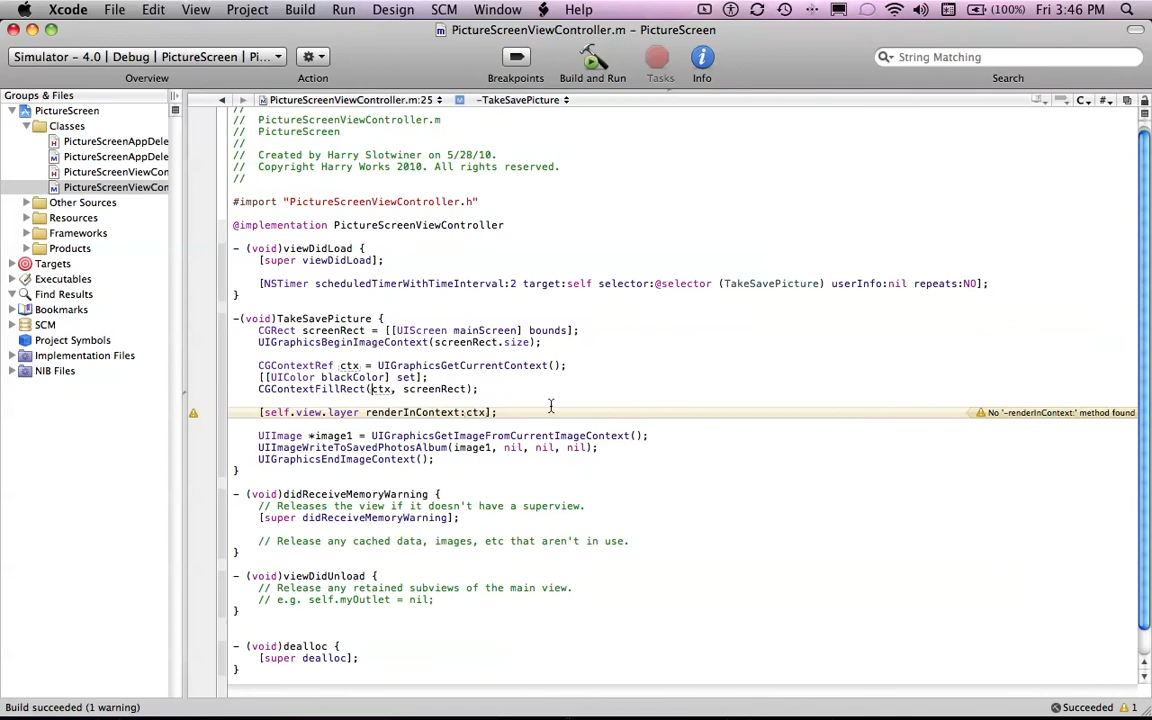 Xcode File Edit View Project Build Run Design SCM Window Help (100%) Fri 3:46 PM
PictureScreenViewController.m – PictureScreen
Simulator - 4.0 | Debug | PictureScreen | Pi... String Matching
Overview Action Breakpoints Build and Run Tasks Info Search
Groups & Files
PictureScreenViewController.m:25 -TakeSavePicture C #
PictureScreen
Classes
PictureScreenAppDele
PictureScreenAppDele
PictureScreenViewCon
PictureScreenViewCon
Other Sources
Resources
Frameworks
Products
Targets
Executables
Find Results
Bookmarks
SCM
Project Symbols
Implementation Files
NIB Files
//
// PictureScreenViewController.m
// PictureScreen
//
// Created by Harry Slotwiner on 5/28/10.
// Copyright Harry Works 2010. All rights reserved.
//
#import "PictureScreenViewController.h"
@implementation PictureScreenViewController
- (void)viewDidLoad {
[super viewDidLoad];
[NSTimer scheduledTimerWithTimeInterval:2 target:self selector:@selector (TakeSavePicture) userInfo:nil repeats:NO];
}
-(void)TakeSavePicture {
CGRect screenRect = [[UIScreen mainScreen] bounds];
UIGraphicsBeginImageContext(screenRect.size);
CGContextRef ctx = UIGraphicsGetCurrentContext();
[[UIColor blackColor] set];
CGContextFillRect(ctx, screenRect);
[self.view.layer renderInContext:ctx]; No '-renderInContext:' method found
UIImage *image1 = UIGraphicsGetImageFromCurrentImageContext();
UIImageWriteToSavedPhotosAlbum(image1, nil, nil, nil);
UIGraphicsEndImageContext();
}
- (void)didReceiveMemoryWarning {
// Releases the view if it doesn't have a superview.
[super didReceiveMemoryWarning];
// Release any cached data, images, etc that aren't in use.
}
- (void)viewDidUnload {
// Release any retained subviews of the main view.
// e.g. self.myOutlet = nil;
}
- (void)dealloc {
[super dealloc];
}
Build succeeded (1 warning) Succeeded 1